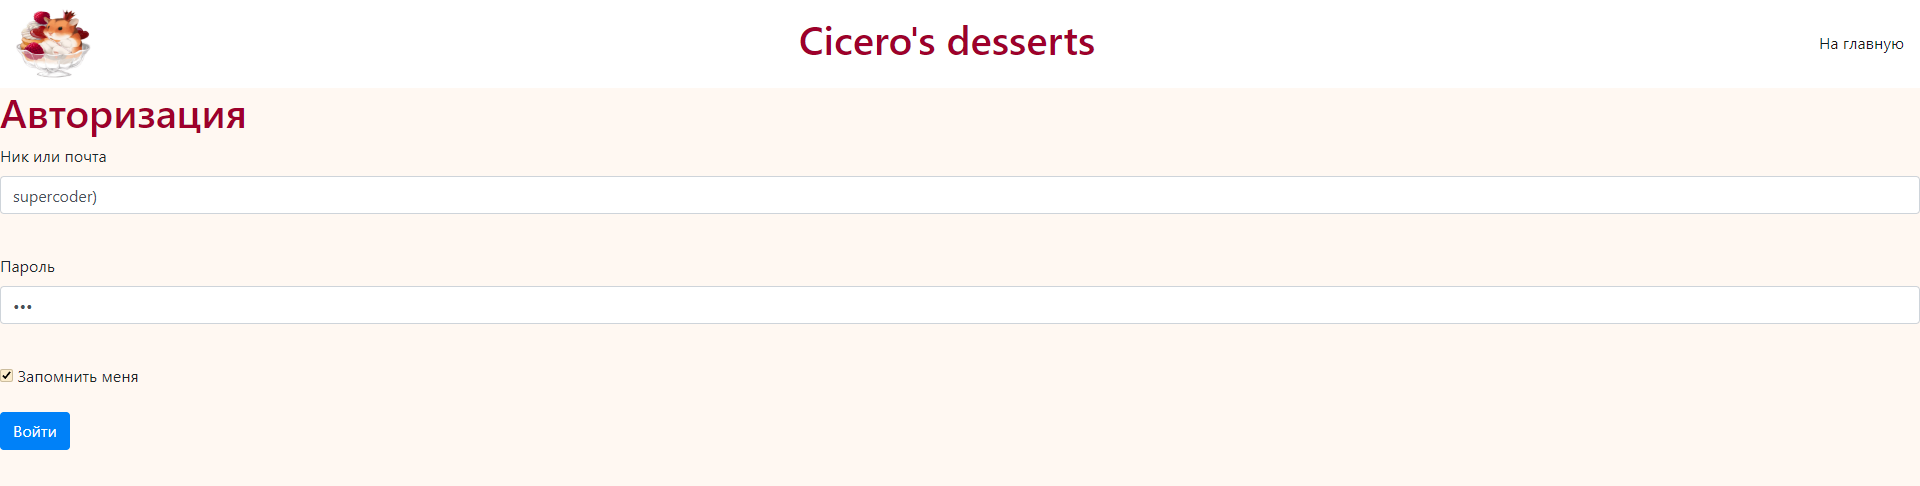 Cicero's desserts
На главную
Авторизация
Ник или почта
supercoder)
Пароль
•••
Запомнить меня
Войти